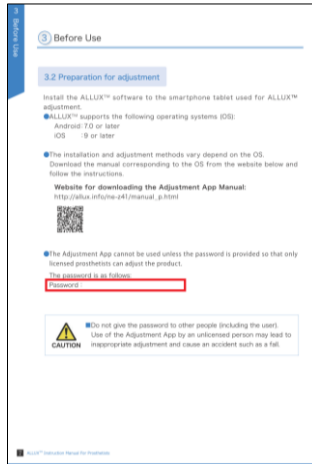 3 Before Use
3 Before Use
3.2 Preparation for adjustment
Install the ALLUX™ software to the smartphone tablet used for ALLUX™
adjustment.
●ALLUX™ supports the following operating systems (OS):
Android: 7.0 or later
iOS : 9 or later
●The installation and adjustment methods vary depend on the OS.
Download the manual corresponding to the OS from the website below and
follow the instructions.
Website for downloading the Adjustment App Manual:
http://allux.info/ne-z41/manual_p.html
●The Adjustment App cannot be used unless the password is provided so that only
licensed prosthetists can adjust the product.
The password is as follows:
Password :
CAUTION
■Do not give the password to other people (including the user).
Use of the Adjustment App by an unlicensed person may lead to
inappropriate adjustment and cause an accident such as a fall.
ALLUX™ Instruction Manual for Prosthetists